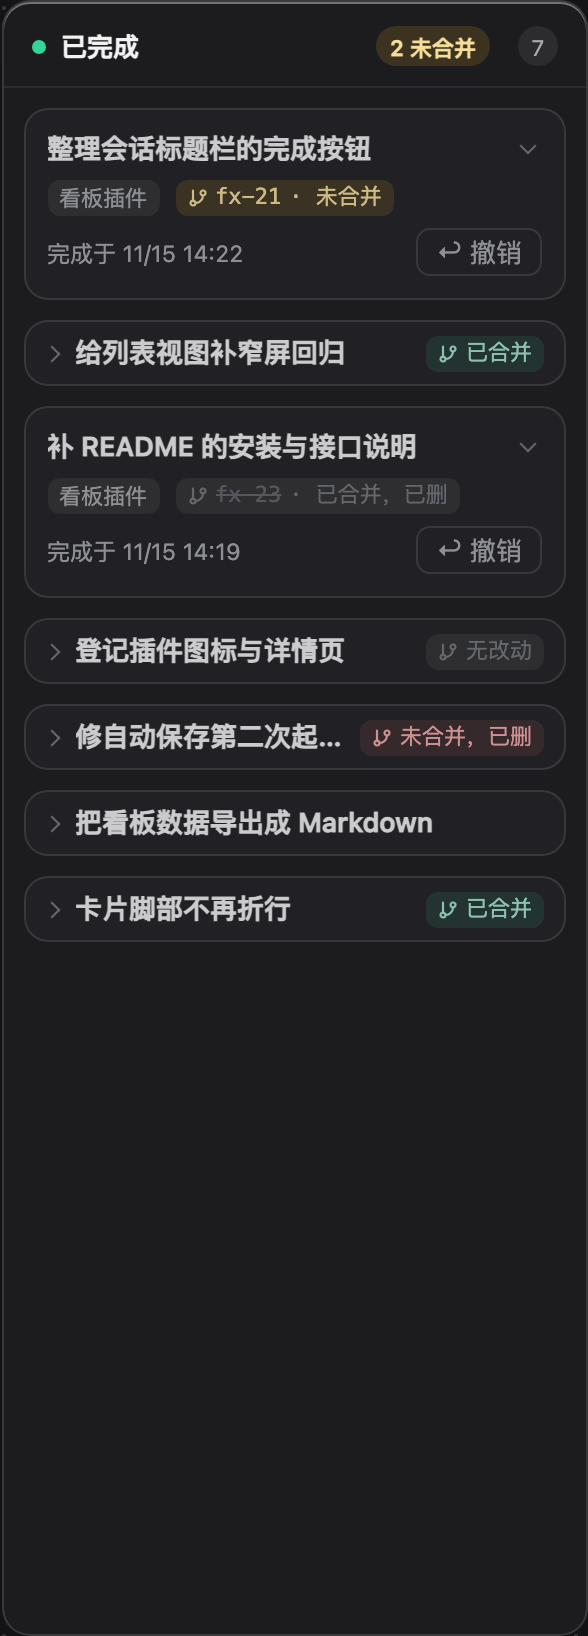 已完成 2 未合并 7
整理会话标题栏的完成按钮
看板插件 fx-21 · 未合并
完成于 11/15 14:22 撤销
给列表视图补窄屏回归 已合并
补 README 的安装与接口说明
看板插件 fx-23 · 已合并，已删
完成于 11/15 14:19 撤销
登记插件图标与详情页 无改动
修自动保存第二次起... 未合并，已删
把看板数据导出成 Markdown
卡片脚部不再折行 已合并